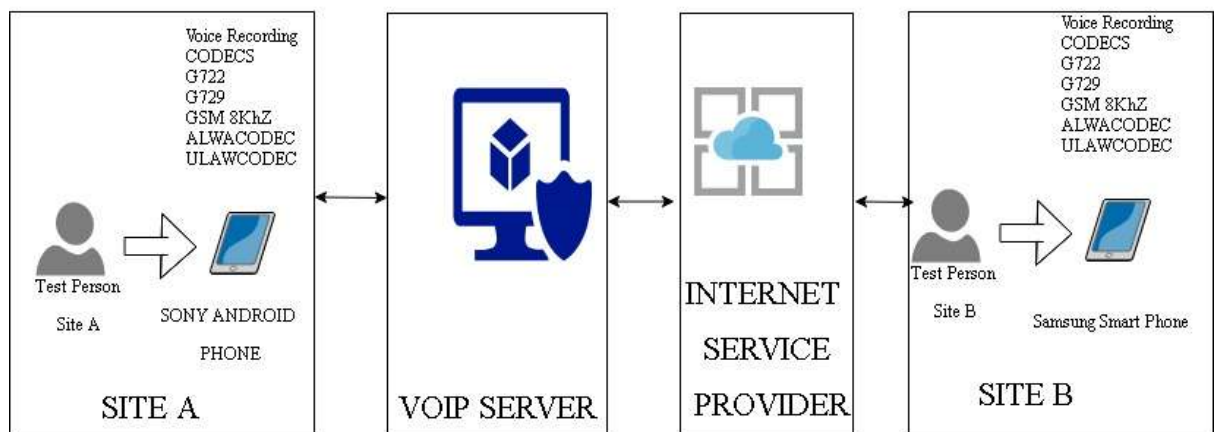 Voice Recording
CODECS
G722
G729
GSM 8KhZ
ALWACODEC
ULAWCODEC
Test Person
Site A
SONY ANDROID
PHONE
SITE A
VOIP SERVER
INTERNET
SERVICE
PROVIDER
Voice Recording
CODECS
G722
G729
GSM 8KhZ
ALWACODEC
ULAWCODEC
Test Person
Site B
Samsung Smart Phone
SITE B